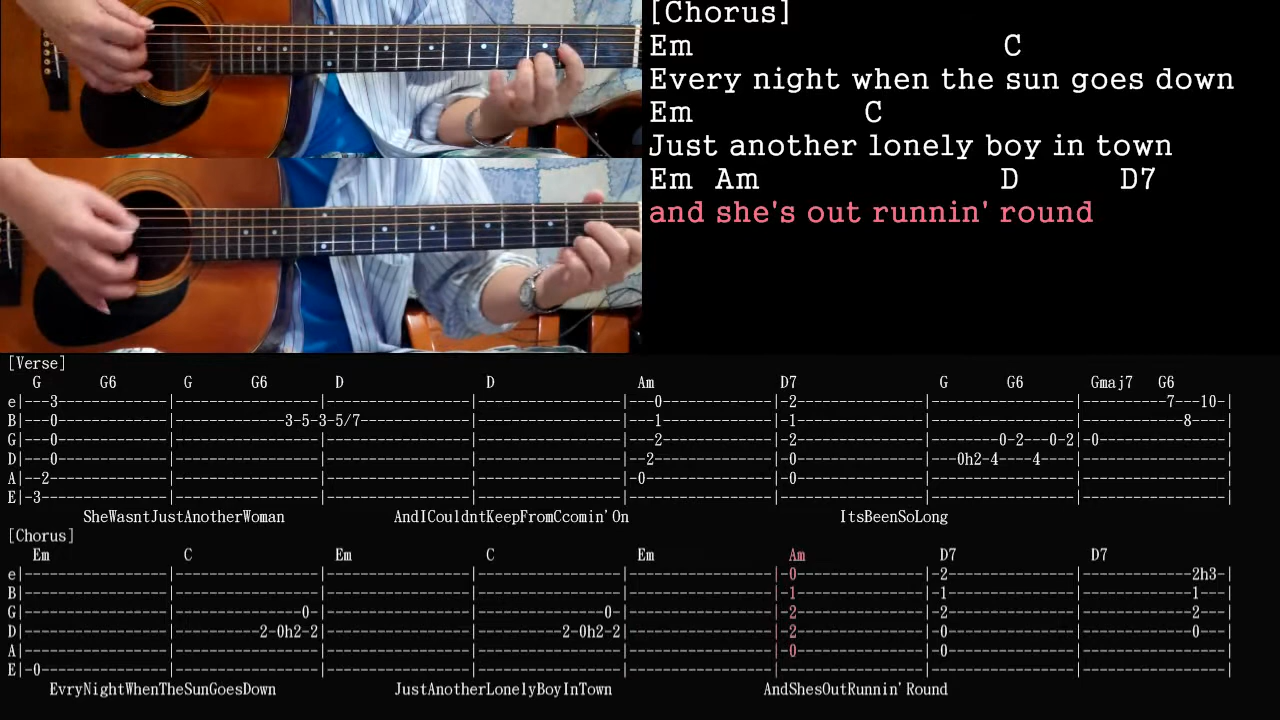 [Chorus]
Em C
Every night when the sun goes down
Em C
Just another lonely boy in town
Em Am D D7
and she's out runnin' round
[Verse]
G G6 G G6 D D Am D7 G G6 Gmaj7 G6
e|---3-----------|---------------|---------------|---------------|---0-----------|-2-------------|---------------|---------7---10-|
B|---0-----------|-----------3-5-3-5/7-----------|---------------|---1-----------|-1-------------|---------------|-----------8----|
G|---0-----------|---------------|---------------|---------------|---2-----------|-2-------------|-------0-2---0-2|-0-------------|
D|---0-----------|---------------|---------------|---------------|--2------------|-0-------------|---0h2-4----4---|---------------|
A|--2------------|---------------|---------------|---------------|-0-------------|-0-------------|---------------|---------------|
E|-3-------------|---------------|---------------|---------------|---------------|---------------|---------------|---------------|
SheWasntJustAnotherWoman AndICouldntKeepFromCcomin'On ItsBeenSoLong
[Chorus]
Em C Em C Em Am D7 D7
e|---------------|---------------|---------------|---------------|---------------|-0-------------|-2-------------|-----------2h3-|
B|---------------|---------------|---------------|---------------|---------------|-1-------------|-1-------------|-----------1---|
G|---------------|-------------0-|---------------|-------------0-|---------------|-2-------------|-2-------------|-----------2---|
D|---------------|--------2-0h2-2|---------------|--------2-0h2-2|---------------|-2-------------|-0-------------|-----------0---|
A|---------------|---------------|---------------|---------------|---------------|-0-------------|-0-------------|---------------|
E|-0-------------|---------------|---------------|---------------|---------------|---------------|---------------|---------------|
EvryNightWhenTheSunGoesDown JustAnotherLonelyBoyInTown AndShesOutRunnin'Round